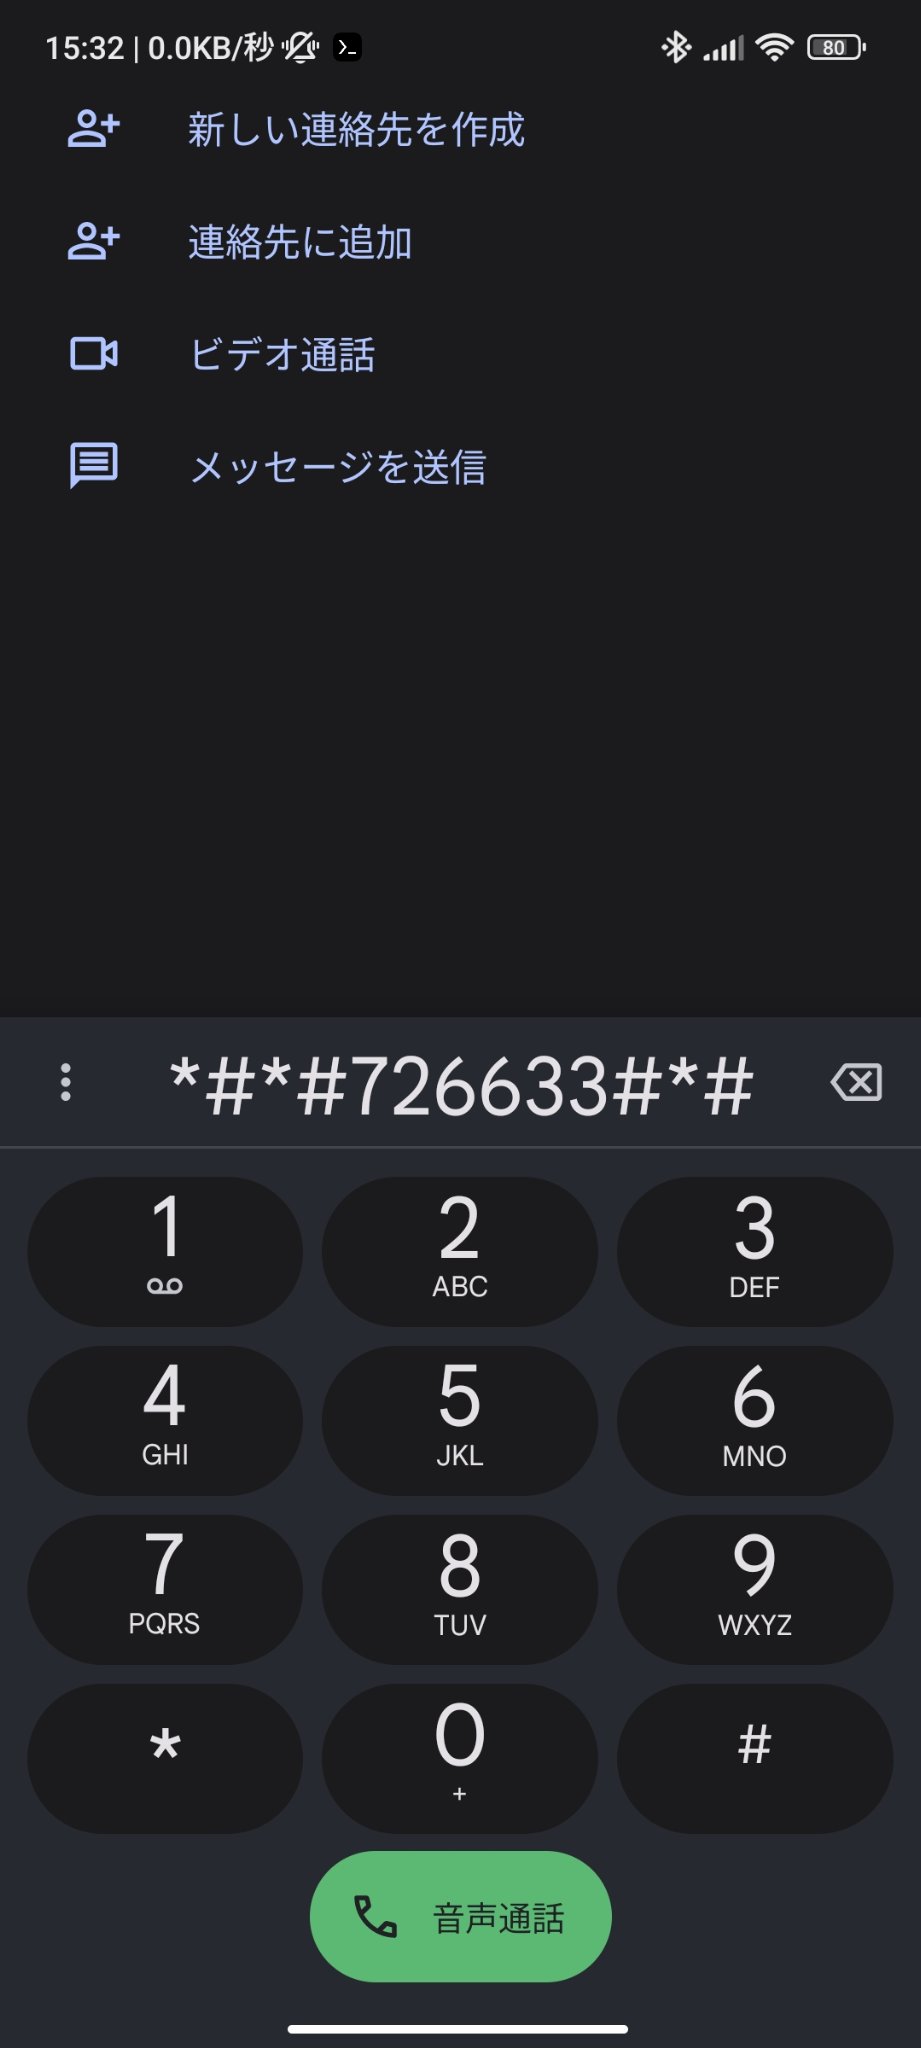 15:32 | 0.0KB/秒 80
新しい連絡先を作成
連絡先に追加
ビデオ通話
メッセージを送信
*#*#726633#*#
1 2 3
ABC DEF
4 5 6
GHI JKL MNO
7 8 9
PQRS TUV WXYZ
* 0 #
+
音声通話